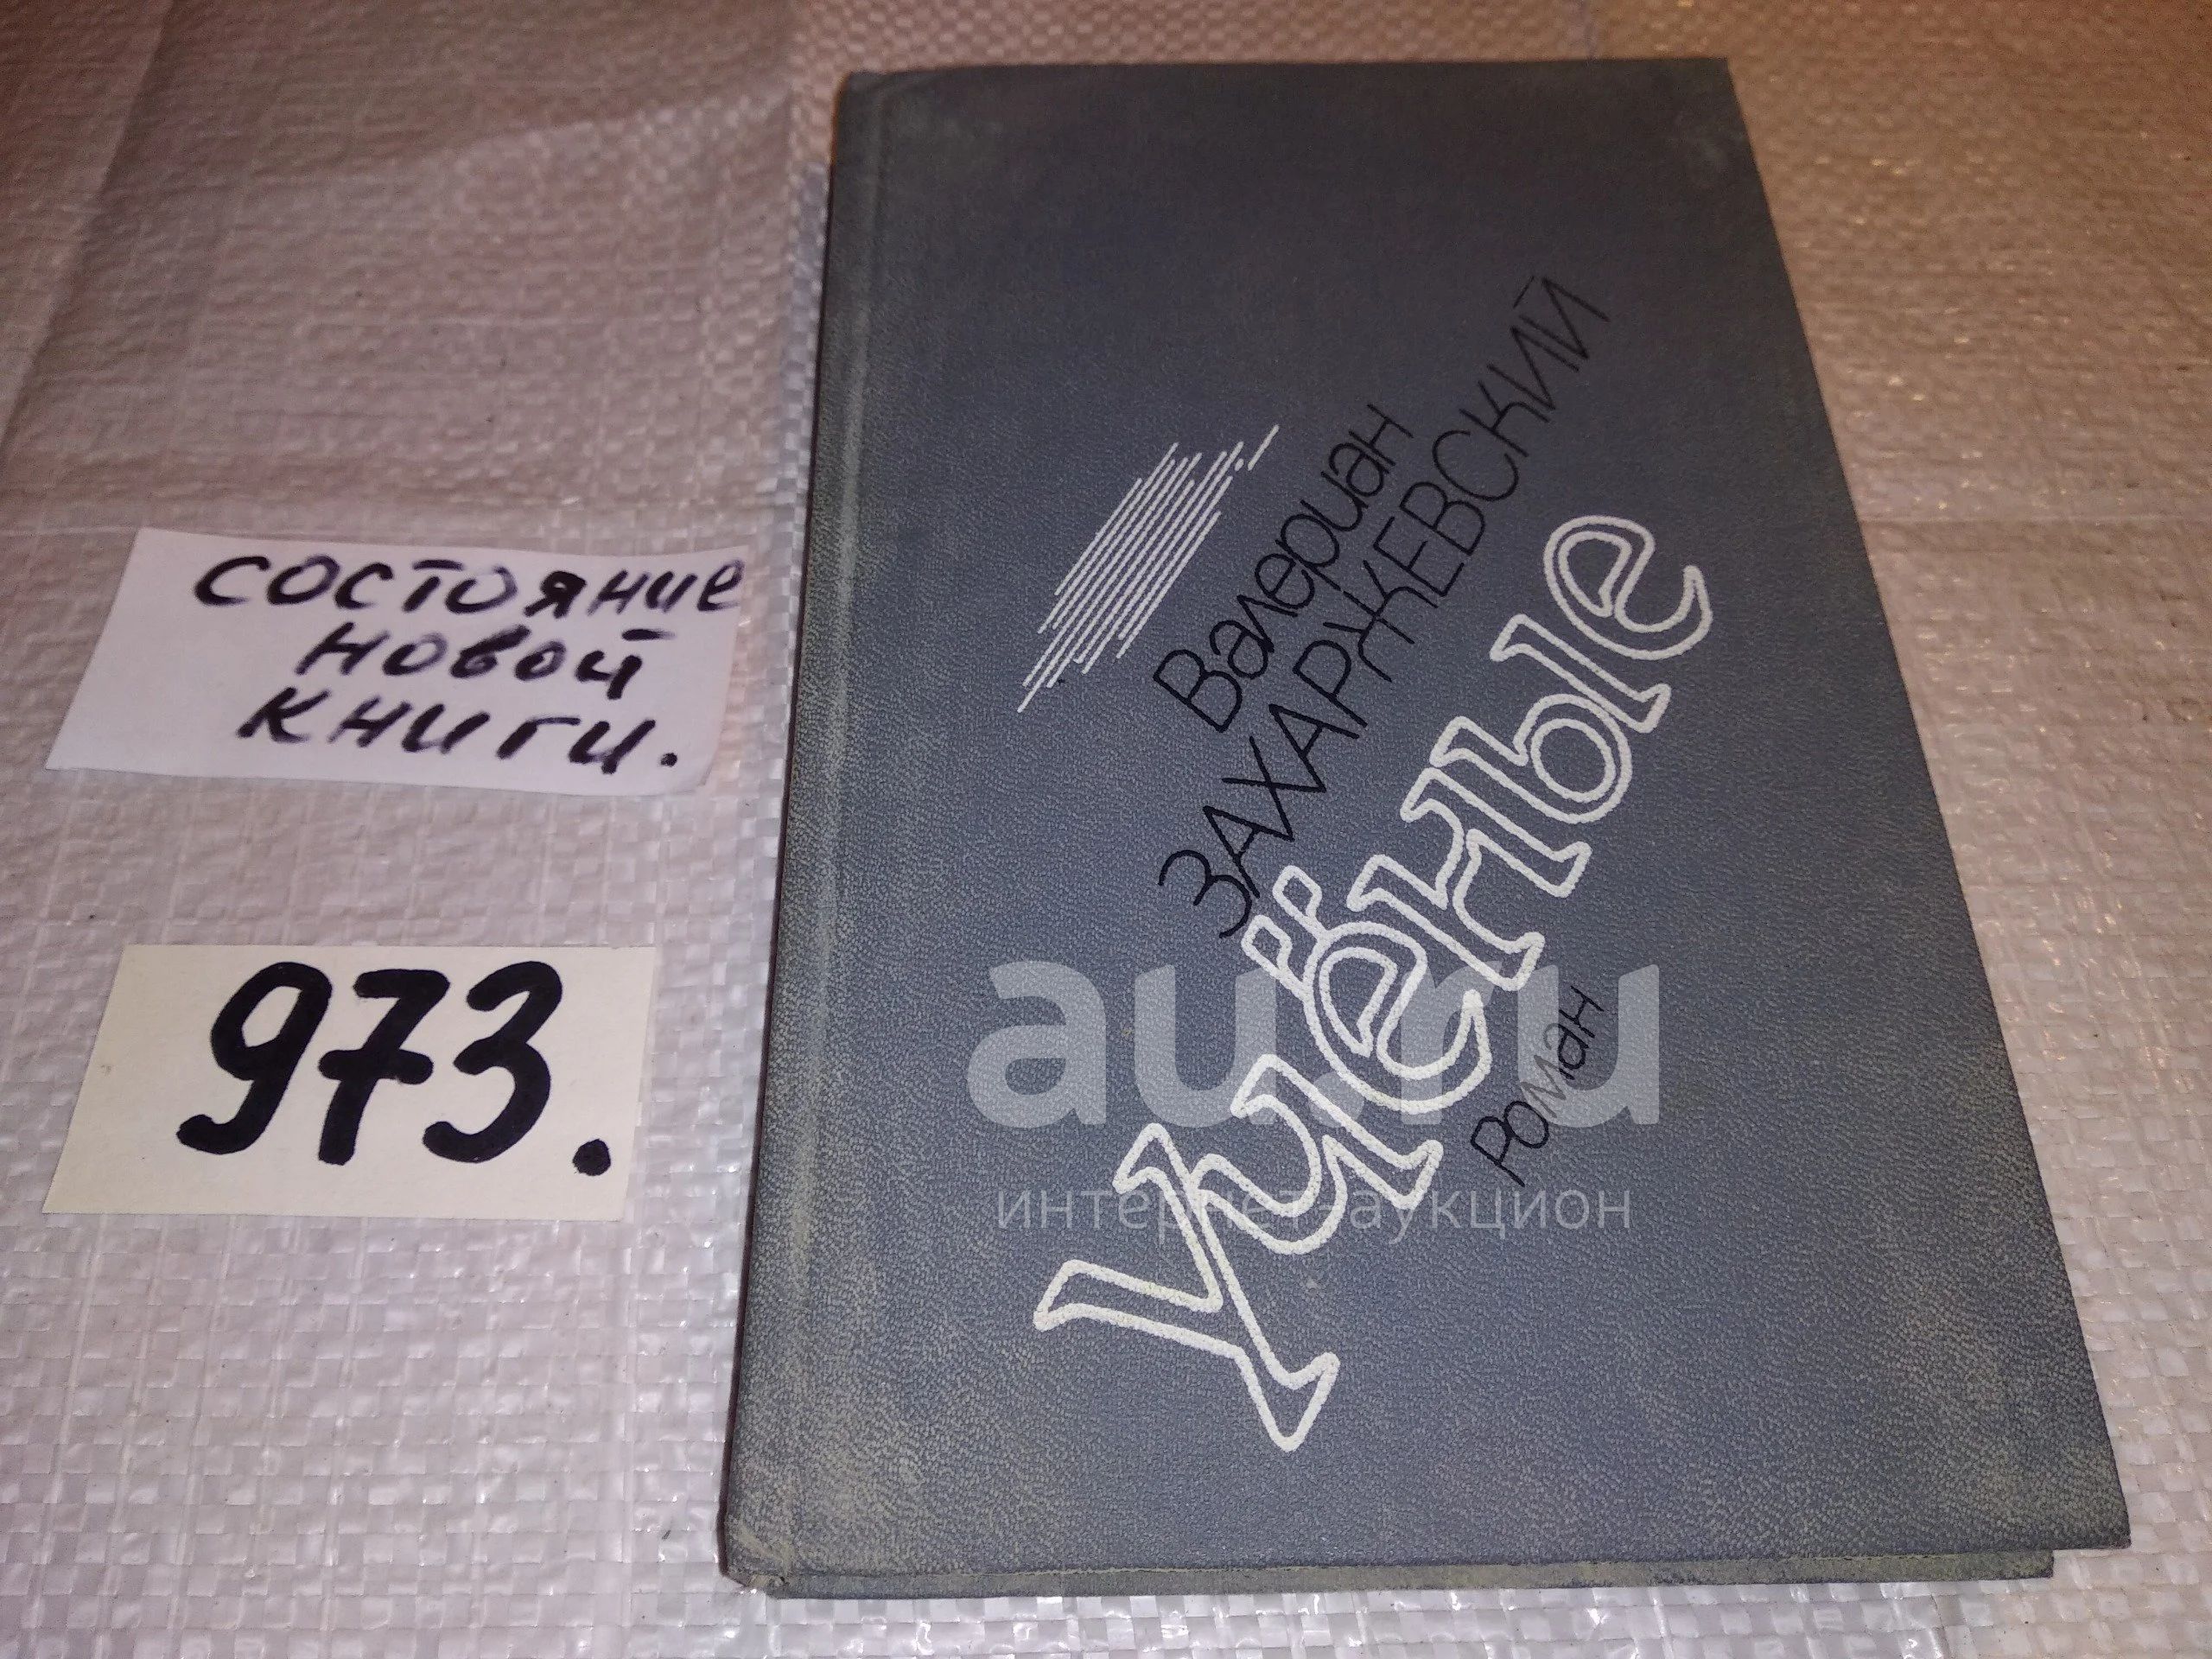 состояние
новой
книги.
973.
Валериан
ЗАХАРЖЕВСКИЙ
Учёные
роман
au.ru
интернет-аукцион